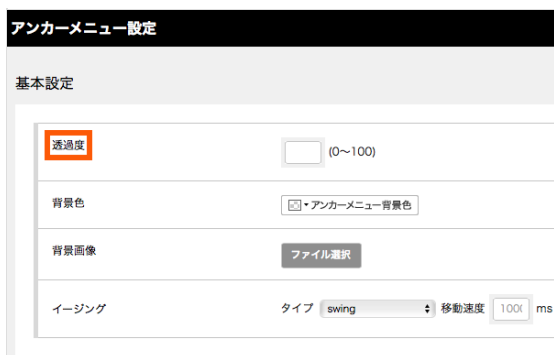 アンカーメニュー設定
基本設定
透過度 (0〜100)
背景色 アンカーメニュー背景色
背景画像 ファイル選択
イージング タイプ swing 移動速度 100 ms